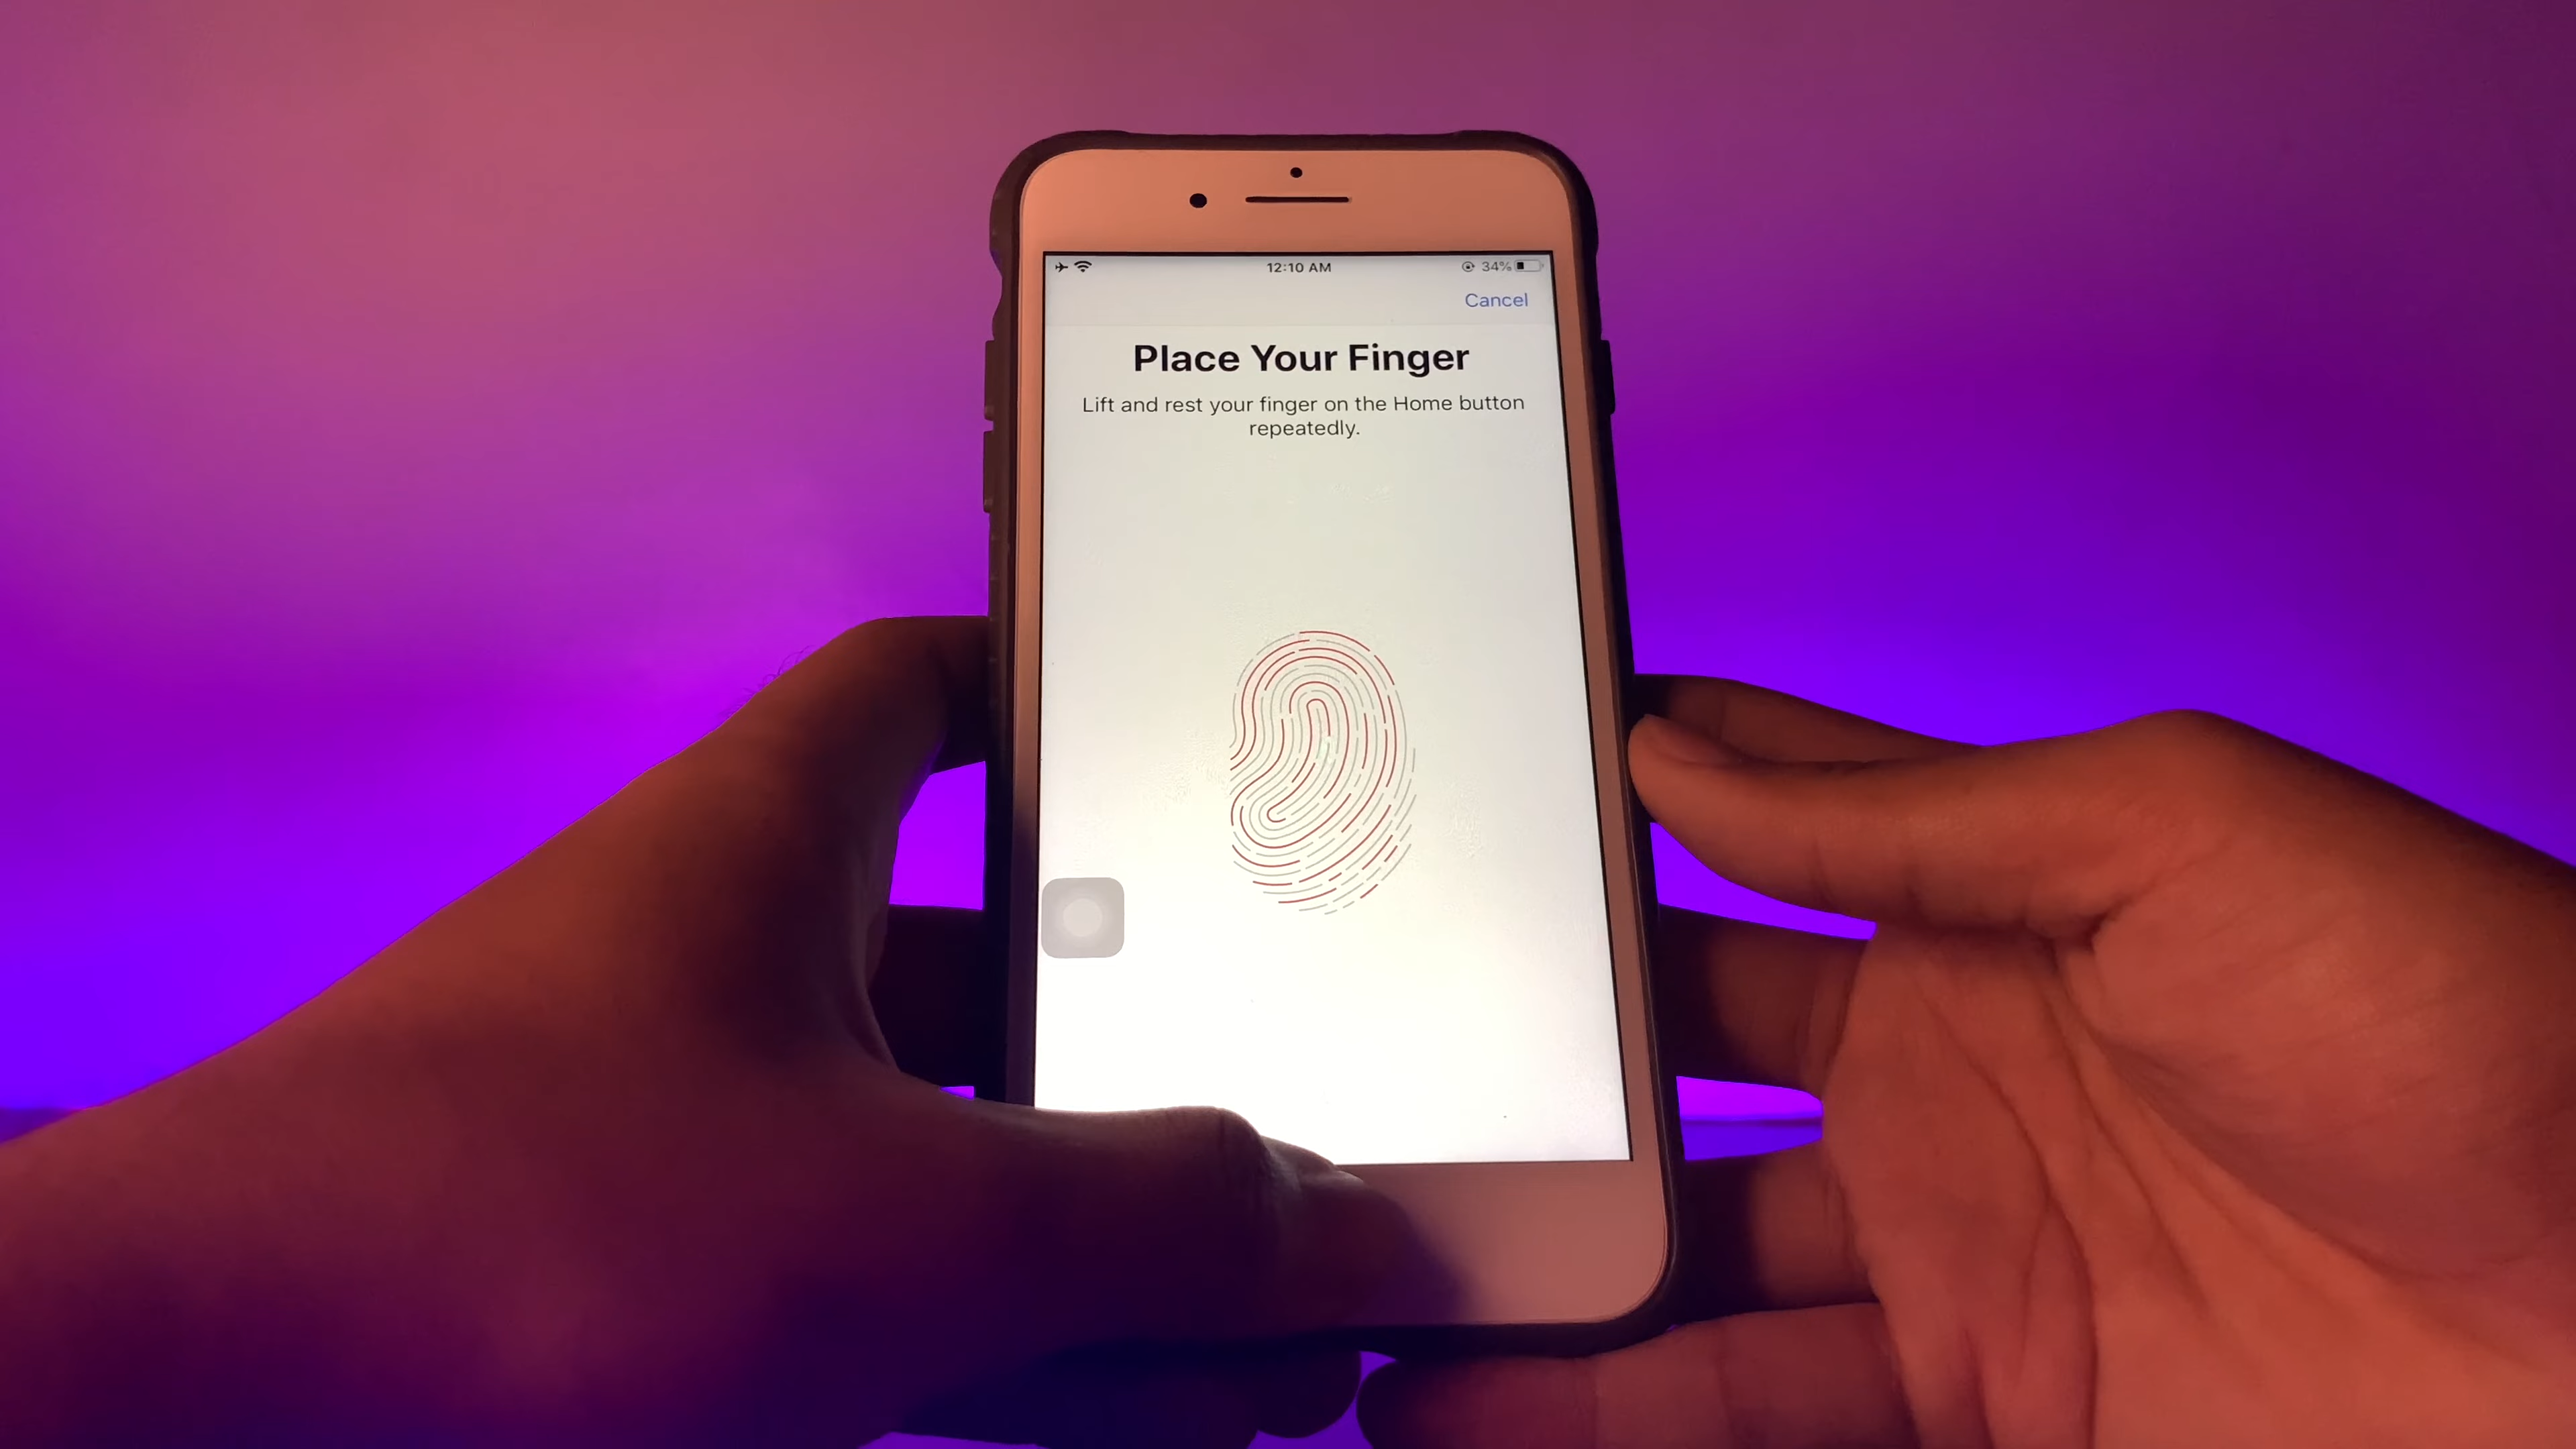 12:10 AM
34%
Cancel
Place Your Finger
Lift and rest your finger on the Home button
repeatedly.